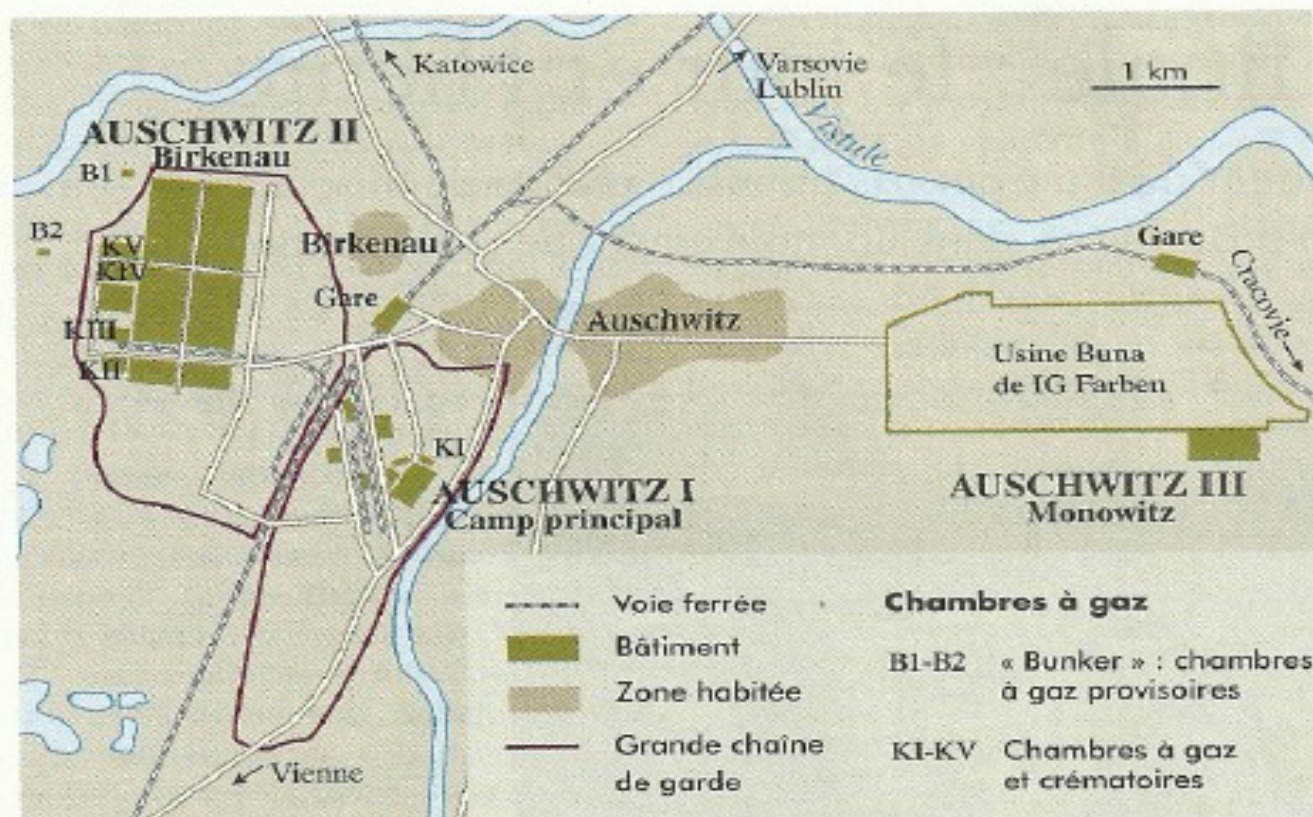 Katowice
Varsovie
Lublin
1 km
Vistule
AUSCHWITZ II
Birkenau
B1
B2
KV
KIV
KIII
KII
Birkenau
Gare
Auschwitz
Gare
Cracovie
Usine Buna
de IG Farben
KI
AUSCHWITZ I
Camp principal
AUSCHWITZ III
Monowitz
Vienne
Voie ferrée
Bâtiment
Zone habitée
Grande chaîne
de garde
Chambres à gaz
B1-B2 « Bunker » : chambres
à gaz provisoires
KI-KV Chambres à gaz
et crématoires